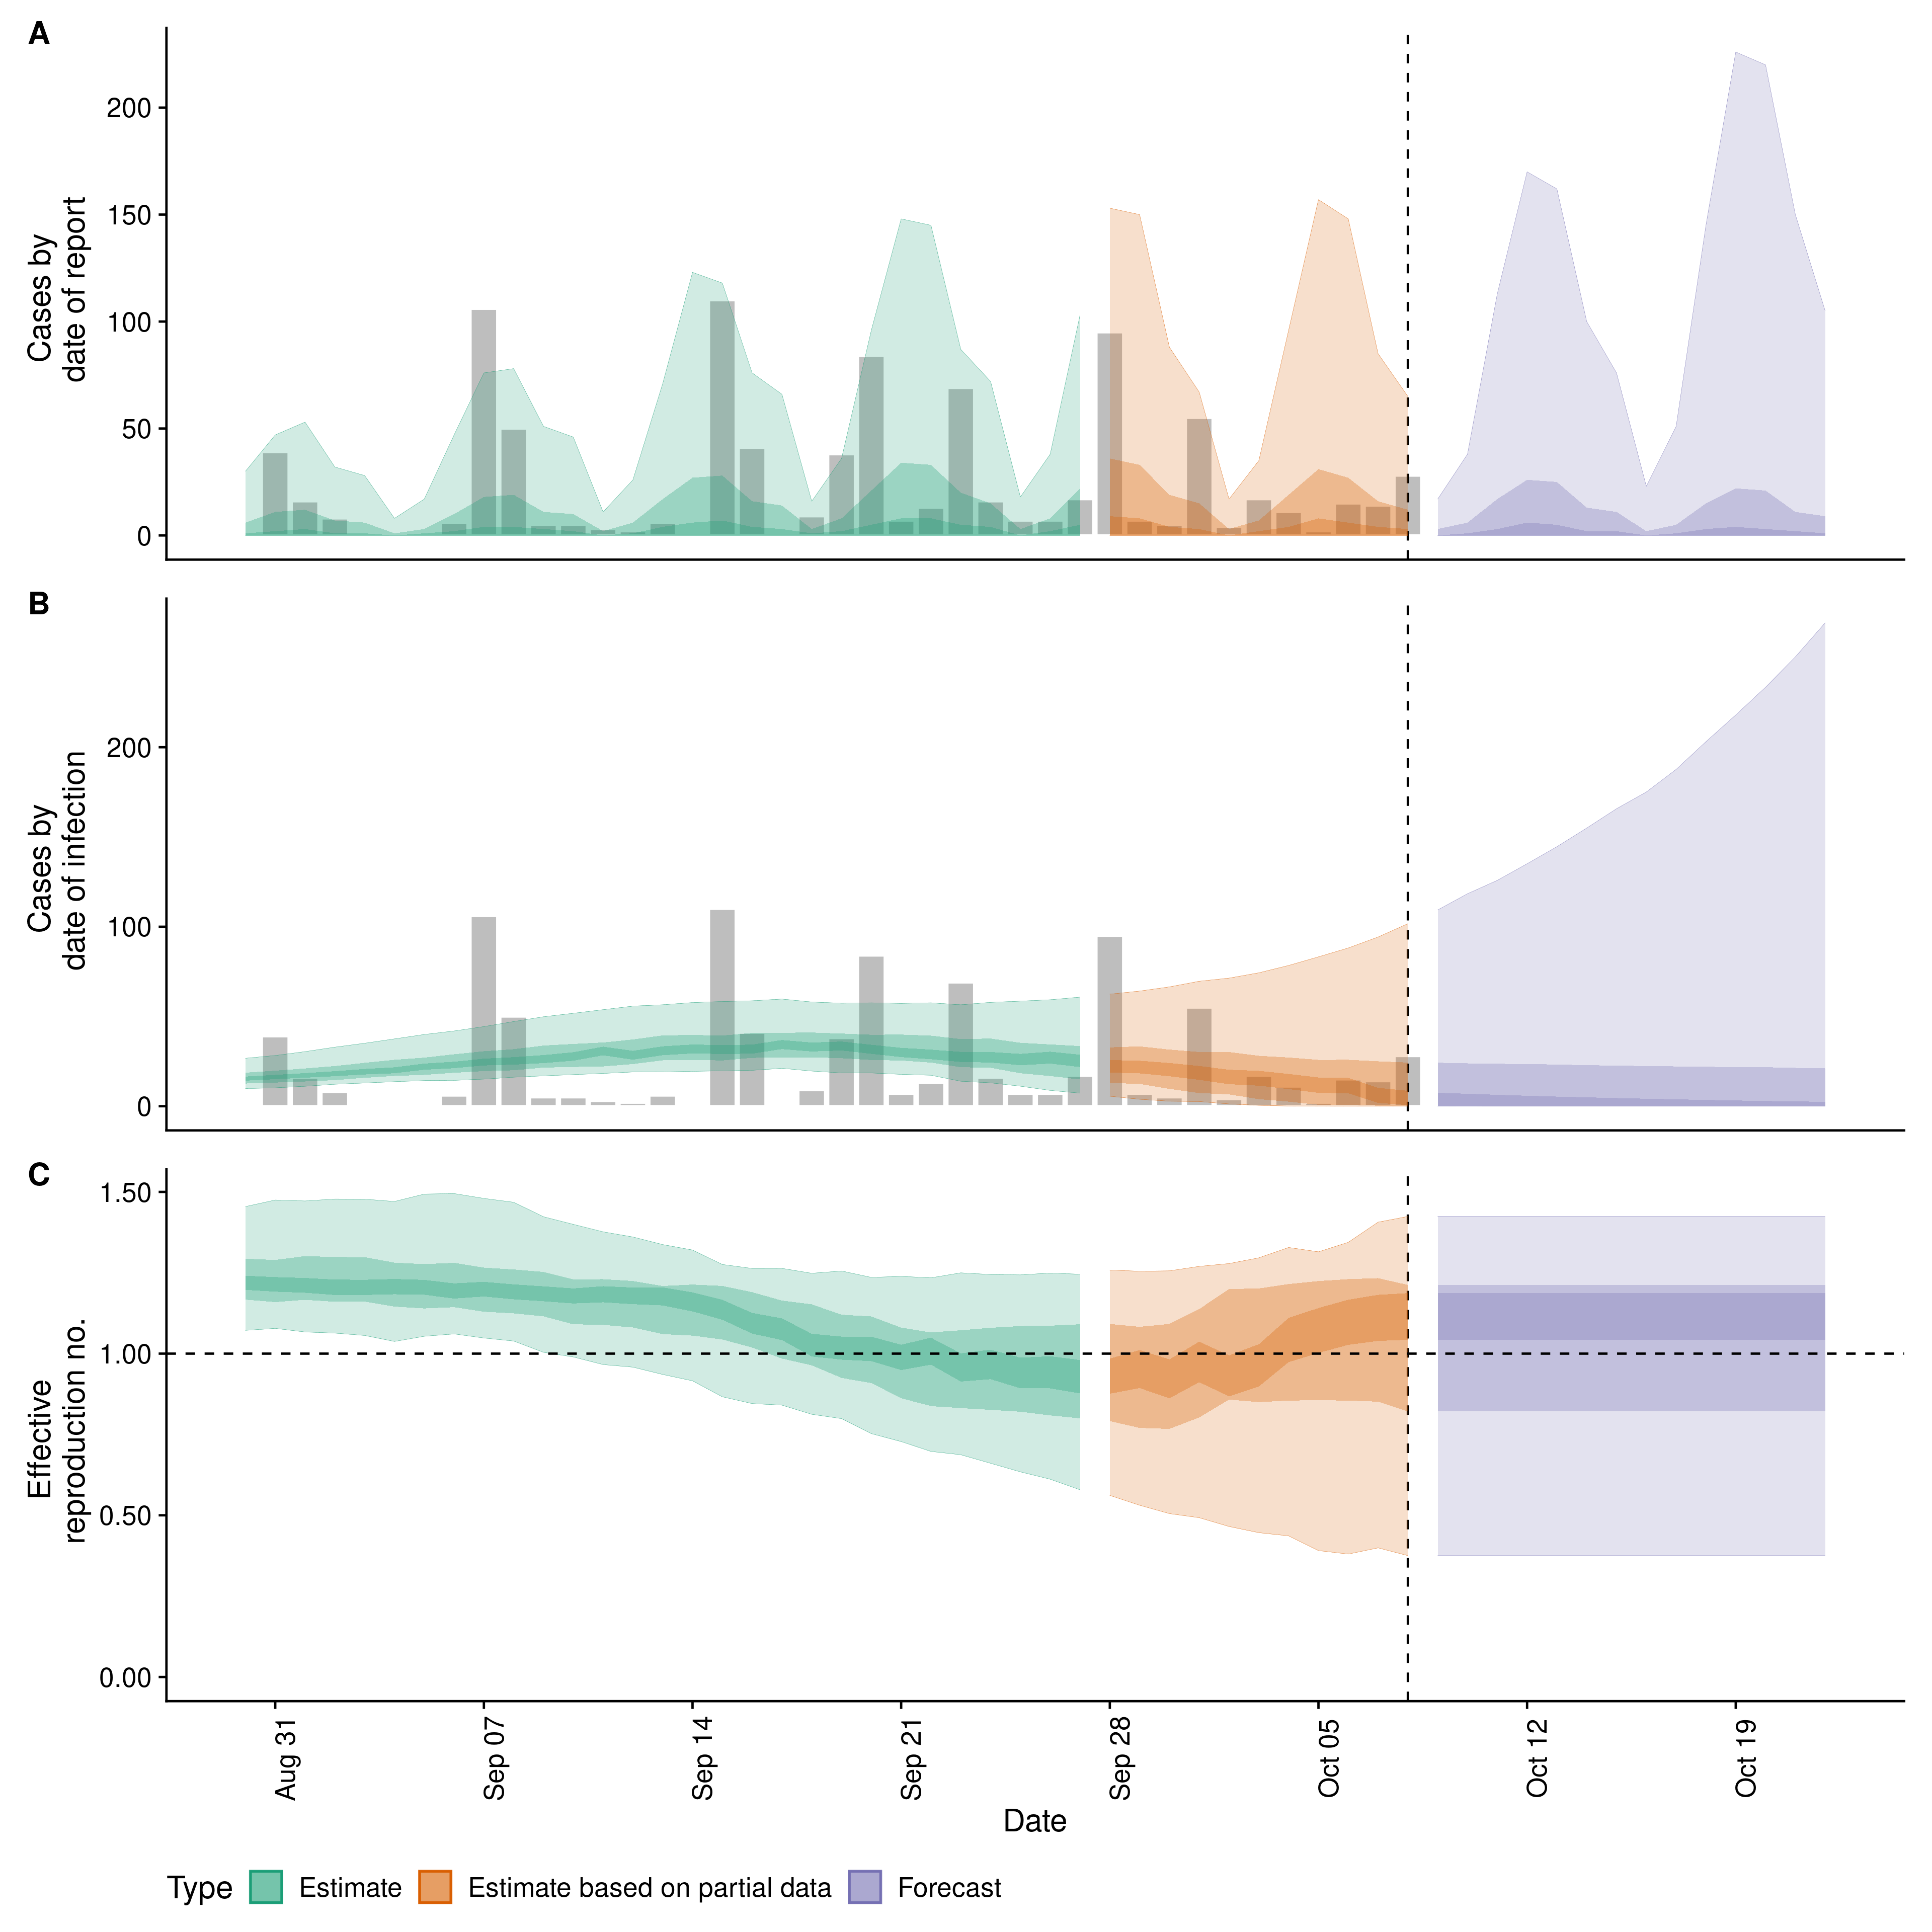 A
Cases by
date of report
200
150
100
50
0
B
Cases by
date of infection
200
100
0
C
Effective
reproduction no.
1.50
1.00
0.50
0.00
Aug 31
Sep 07
Sep 14
Sep 21
Sep 28
Oct 05
Oct 12
Oct 19
Date
Type Estimate Estimate based on partial data Forecast